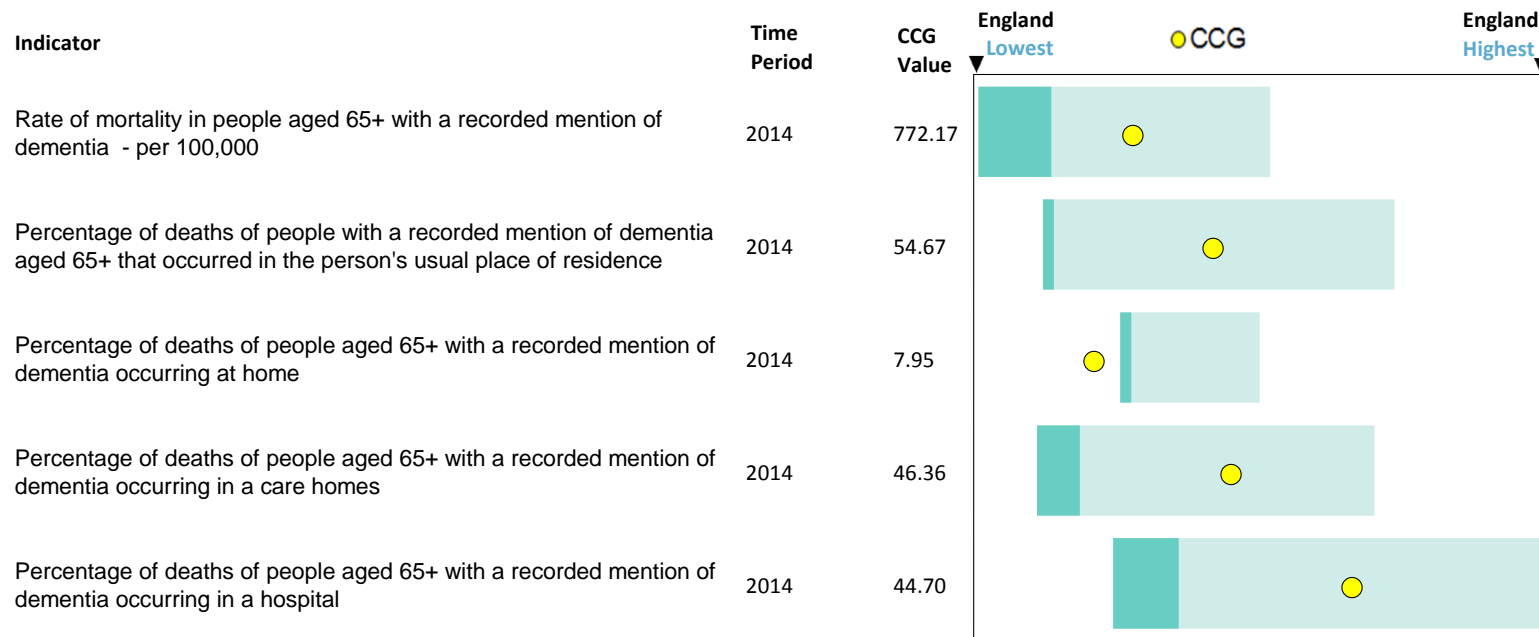 Indicator
Time Period
CCG Value
England Lowest
CCG
England Highest
Rate of mortality in people aged 65+ with a recorded mention of
dementia - per 100,000
2014
772.17
Percentage of deaths of people with a recorded mention of dementia
aged 65+ that occurred in the person's usual place of residence
2014
54.67
Percentage of deaths of people aged 65+ with a recorded mention of
dementia occurring at home
2014
7.95
Percentage of deaths of people aged 65+ with a recorded mention of
dementia occurring in a care homes
2014
46.36
Percentage of deaths of people aged 65+ with a recorded mention of
dementia occurring in a hospital
2014
44.70